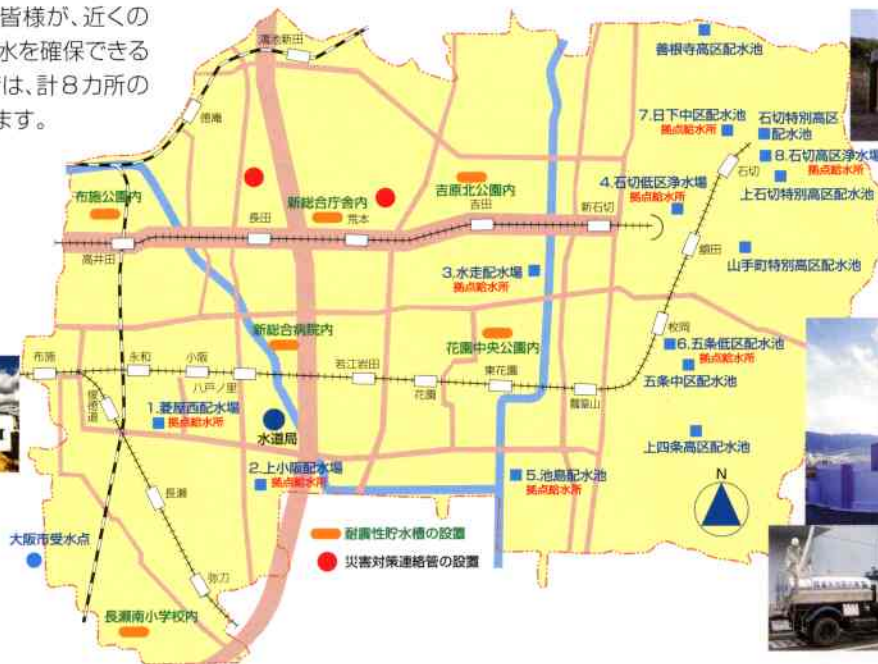 皆様が、近くの
水を確保できる
は、計8カ所の
ます。
鴻池新田
徳庵
善根寺高区配水池
7.日下中区配水池
拠点給水所
石切特別高区
配水池
8.石切高区浄水場
拠点給水所
石切
上石切特別高区配水池
布施公園内
新総合庁舎内
吉原北公園内
4.石切低区浄水場
拠点給水所
長田
荒本
吉田
新石切
高井田
額田
山手町特別高区配水池
3.水走配水場
拠点給水所
新総合病院内
花園中央公園内
枚岡
6.五条低区配水池
拠点給水所
五条中区配水池
布施
永和
小阪
八戸ノ里
若江岩田
花園
東花園
瓢箪山
俊徳道
1.菱屋西配水場
拠点給水所
水道局
上四条高区配水池
2.上小阪配水場
拠点給水所
5.池島配水池
拠点給水所
N
長瀬
大阪市受水点
耐震性貯水槽の設置
災害対策連絡管の設置
弥刀
長瀬南小学校内